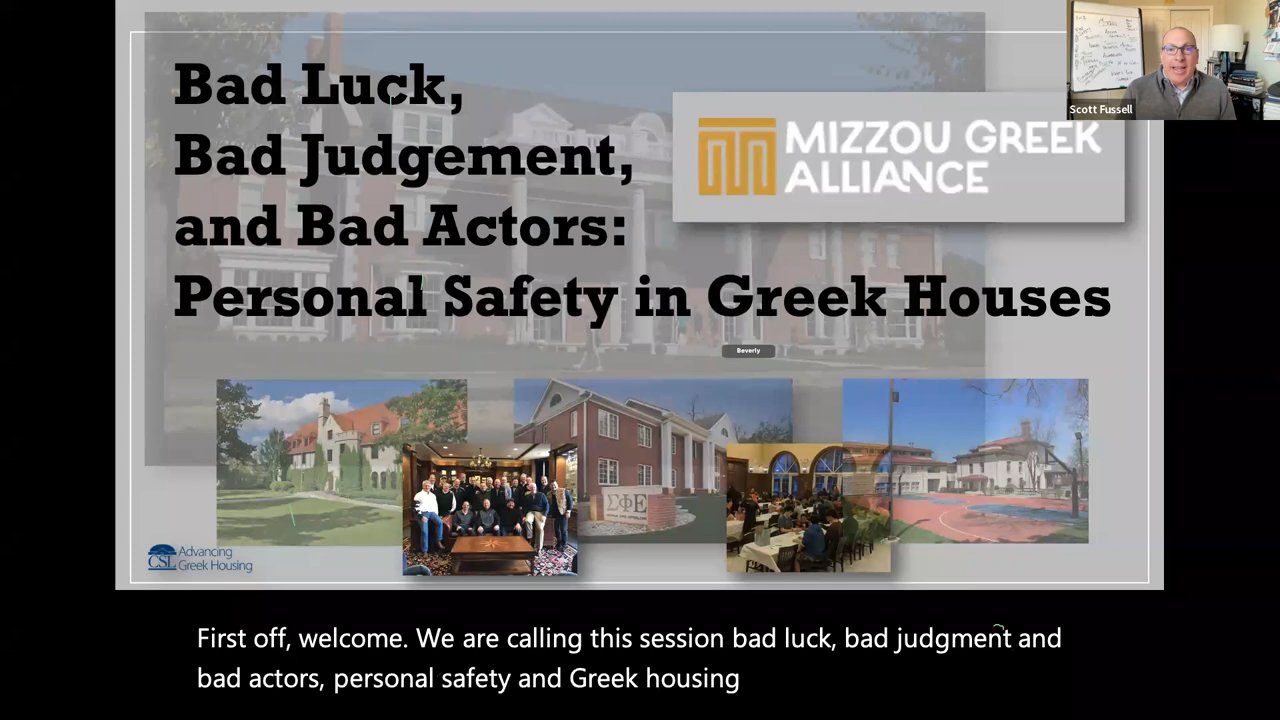 Bad Luck,
Bad Judgement,
and Bad Actors:
Personal Safety in Greek Houses
MIZZOU GREEK
ALLIANCE
Scott Fussell
Beverly
ΣΦΕ
CSL
Advancing
Greek Housing
First off, welcome. We are calling this session bad luck, bad judgment and
bad actors, personal safety and Greek housing